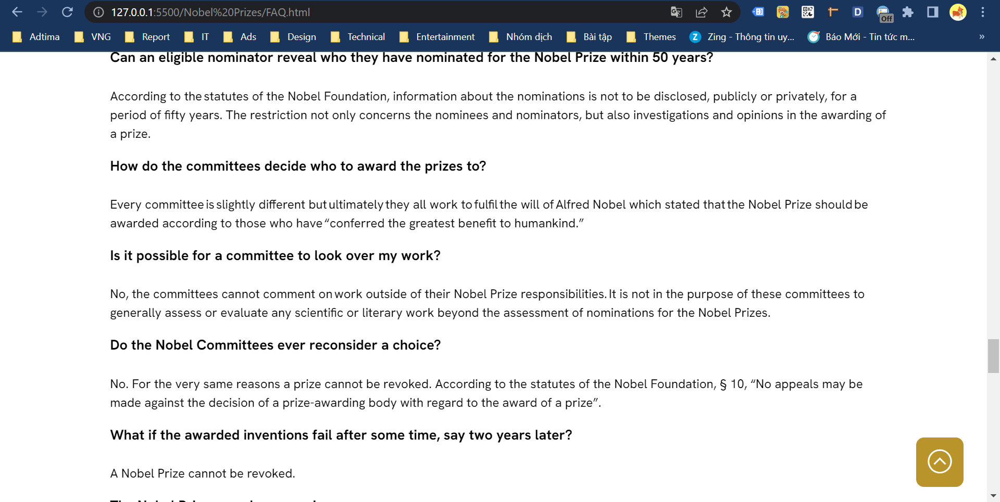 127.0.0.1:5500/Nobel%20Prizes/FAQ.html
D
Off
Adtima VNG Report IT Ads Design Technical Entertainment Nhóm dịch Bài tập Themes Z Zing - Thông tin uy... Báo Mới - Tin tức m... »
Can an eligible nominator reveal who they have nominated for the Nobel Prize within 50 years?
According to the statutes of the Nobel Foundation, information about the nominations is not to be disclosed, publicly or privately, for a
period of fifty years. The restriction not only concerns the nominees and nominators, but also investigations and opinions in the awarding of
a prize.
How do the committees decide who to award the prizes to?
Every committee is slightly different but ultimately they all work to fulfil the will of Alfred Nobel which stated that the Nobel Prize should be
awarded according to those who have “conferred the greatest benefit to humankind.”
Is it possible for a committee to look over my work?
No, the committees cannot comment on work outside of their Nobel Prize responsibilities. It is not in the purpose of these committees to
generally assess or evaluate any scientific or literary work beyond the assessment of nominations for the Nobel Prizes.
Do the Nobel Committees ever reconsider a choice?
No. For the very same reasons a prize cannot be revoked. According to the statutes of the Nobel Foundation, § 10, “No appeals may be
made against the decision of a prize-awarding body with regard to the award of a prize”.
What if the awarded inventions fail after some time, say two years later?
A Nobel Prize cannot be revoked.